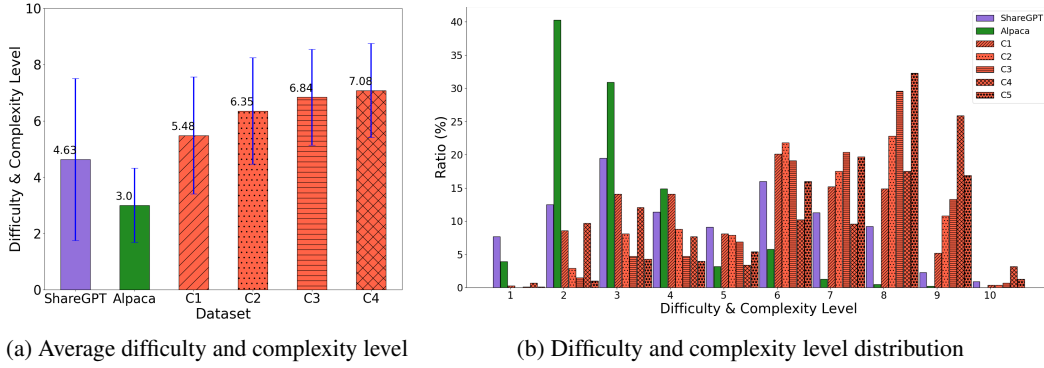 10
8
6
4
2
0
Difficulty & Complexity Level
4.63
3.0
5.48
6.35
6.84
7.08
ShareGPT Alpaca C1 C2 C3 C4
Dataset
(a) Average difficulty and complexity level
40
35
30
25
20
15
10
5
0
Ratio (%)
ShareGPT
Alpaca
C1
C2
C3
C4
C5
1 2 3 4 5 6 7 8 9 10
Difficulty & Complexity Level
(b) Difficulty and complexity level distribution